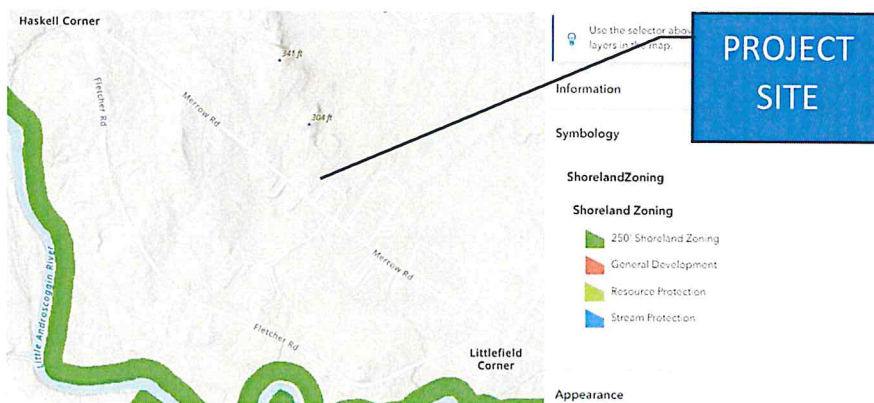 Haskell Corner
341 ft
304 ft
Fletcher Rd
Merrow Rd
Little Androscoggin River
Merrow Rd
Fletcher Rd
Littlefield
Corner
Use the selector abov
layers in the map.
PROJECT
SITE
Information
Symbology
ShorelandZoning
Shoreland Zoning
250' Shoreland Zoning
General Development
Resource Protection
Stream Protection
Appearance